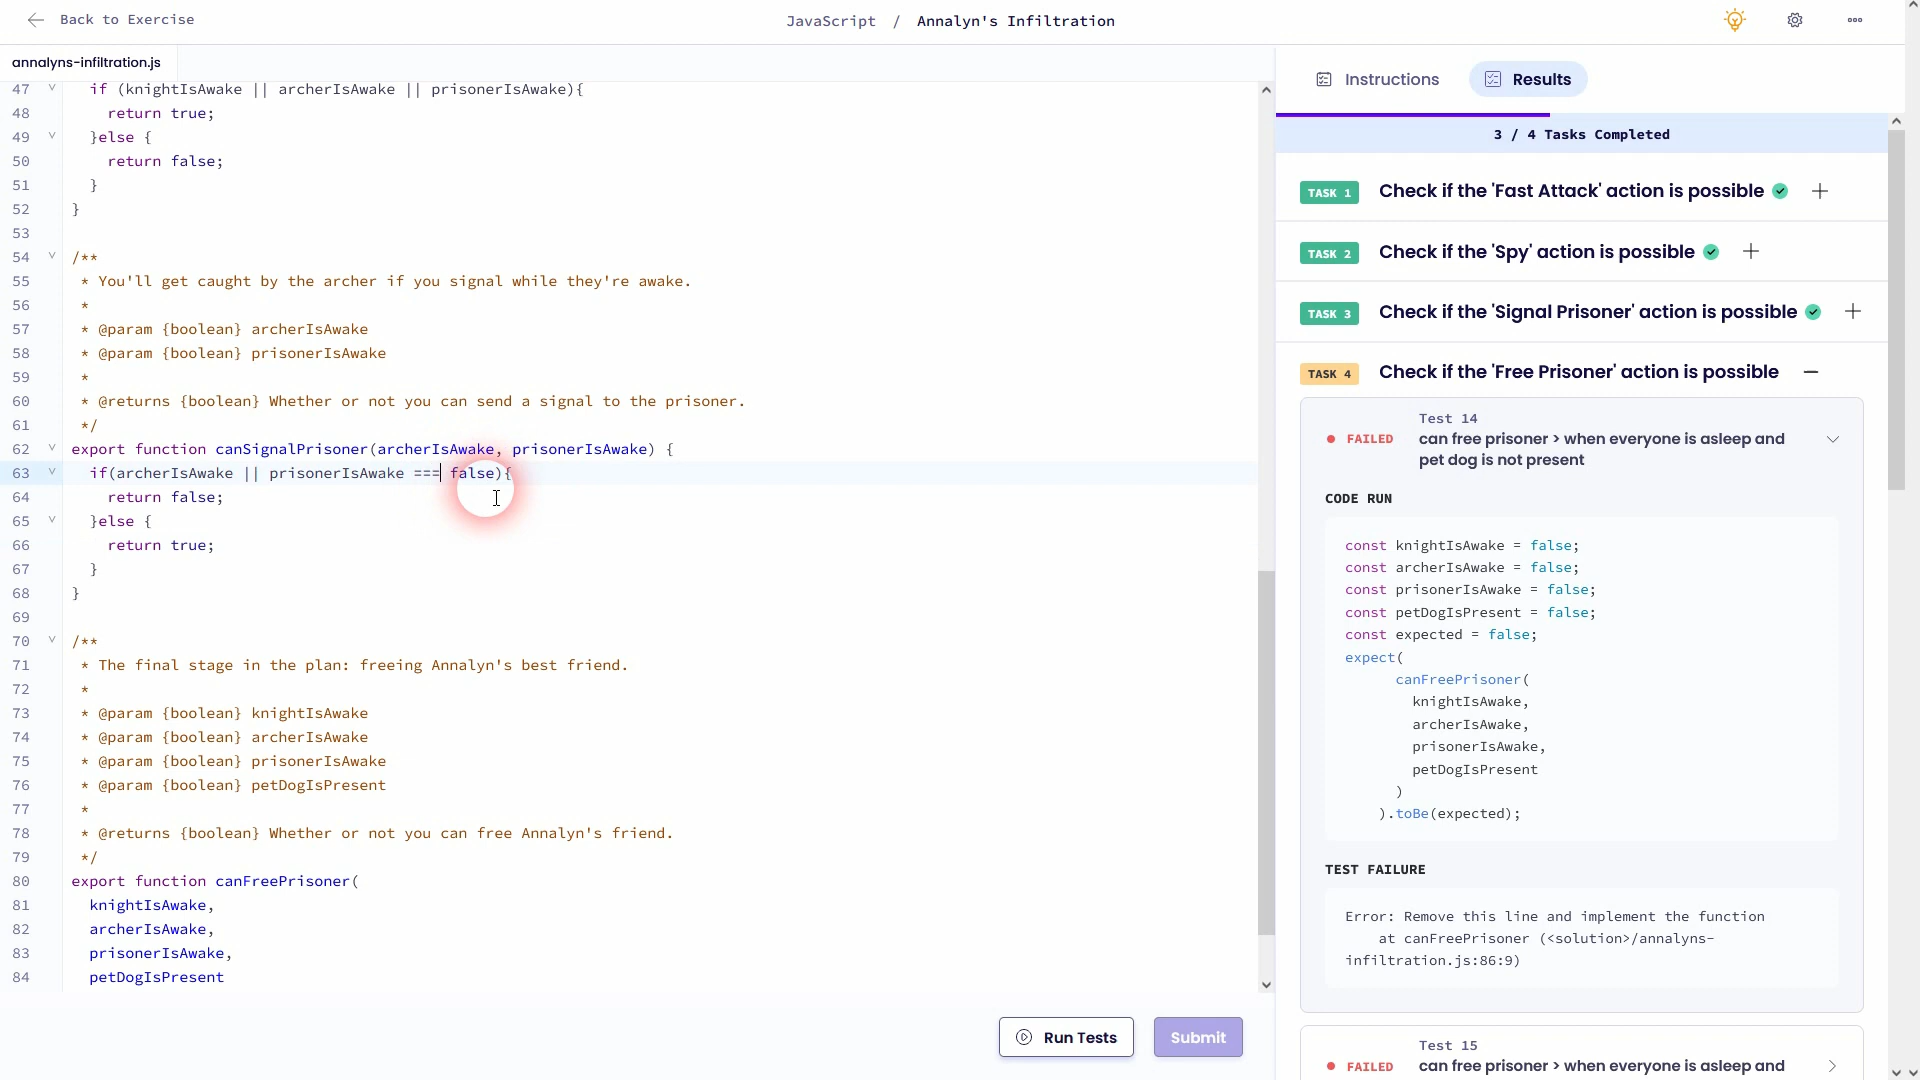 Back to Exercise
JavaScript / Annalyn's Infiltration
annalyns-infiltration.js
47 if (knightIsAwake || archerIsAwake || prisonerIsAwake){
48 return true;
49 }else {
50 return false;
51 }
52 }
53
54 /**
55 * You'll get caught by the archer if you signal while they're awake.
56 *
57 * @param {boolean} archerIsAwake
58 * @param {boolean} prisonerIsAwake
59 *
60 * @returns {boolean} Whether or not you can send a signal to the prisoner.
61 */
62 export function canSignalPrisoner(archerIsAwake, prisonerIsAwake) {
63 if(archerIsAwake || prisonerIsAwake === false){
64 return false;
65 }else {
66 return true;
67 }
68 }
69
70 /**
71 * The final stage in the plan: freeing Annalyn's best friend.
72 *
73 * @param {boolean} knightIsAwake
74 * @param {boolean} archerIsAwake
75 * @param {boolean} prisonerIsAwake
76 * @param {boolean} petDogIsPresent
77 *
78 * @returns {boolean} Whether or not you can free Annalyn's friend.
79 */
80 export function canFreePrisoner(
81 knightIsAwake,
82 archerIsAwake,
83 prisonerIsAwake,
84 petDogIsPresent
Run Tests
Submit
Instructions
Results
3 / 4 Tasks Completed
TASK 1 Check if the 'Fast Attack' action is possible
TASK 2 Check if the 'Spy' action is possible
TASK 3 Check if the 'Signal Prisoner' action is possible
TASK 4 Check if the 'Free Prisoner' action is possible
Test 14
FAILED can free prisoner > when everyone is asleep and
pet dog is not present
CODE RUN
const knightIsAwake = false;
const archerIsAwake = false;
const prisonerIsAwake = false;
const petDogIsPresent = false;
const expected = false;
expect(
canFreePrisoner(
knightIsAwake,
archerIsAwake,
prisonerIsAwake,
petDogIsPresent
)
).toBe(expected);
TEST FAILURE
Error: Remove this line and implement the function
at canFreePrisoner (<solution>/annalyns-
infiltration.js:86:9)
Test 15
FAILED can free prisoner > when everyone is asleep and